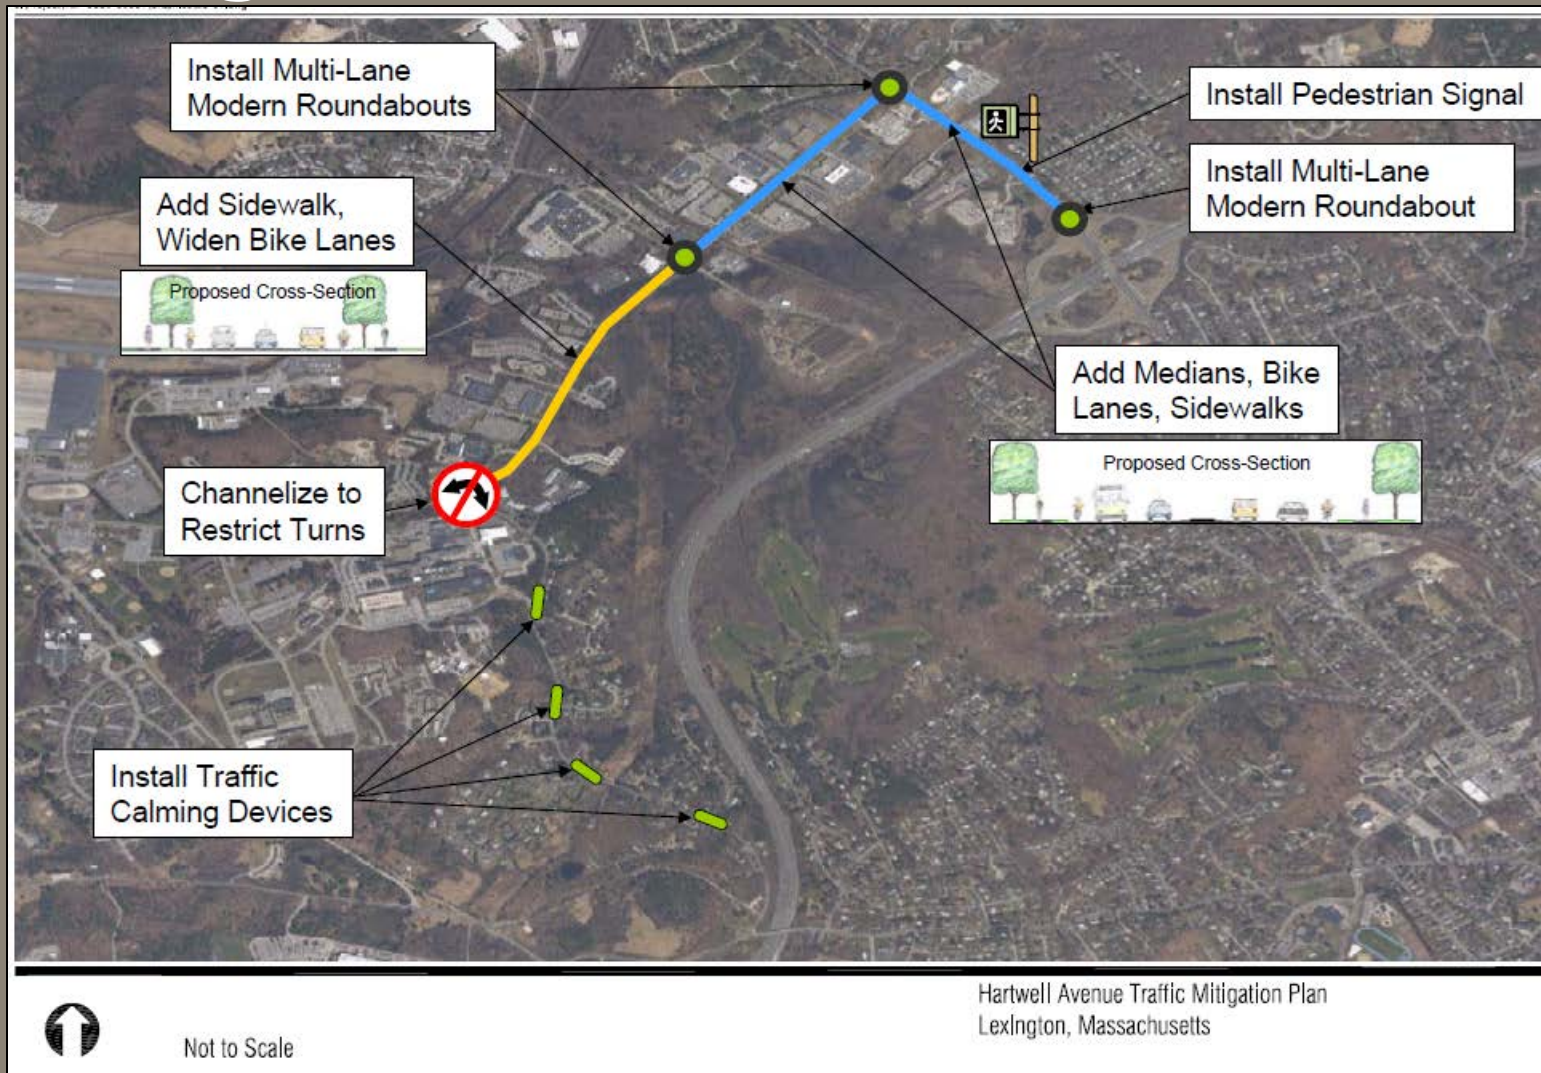 Install Multi-Lane
Modern Roundabouts
Install Pedestrian Signal
Install Multi-Lane
Modern Roundabout
Add Sidewalk,
Widen Bike Lanes
Proposed Cross-Section
Add Medians, Bike
Lanes, Sidewalks
Proposed Cross-Section
Channelize to
Restrict Turns
Install Traffic
Calming Devices
Hartwell Avenue Traffic Mitigation Plan
Lexington, Massachusetts
Not to Scale